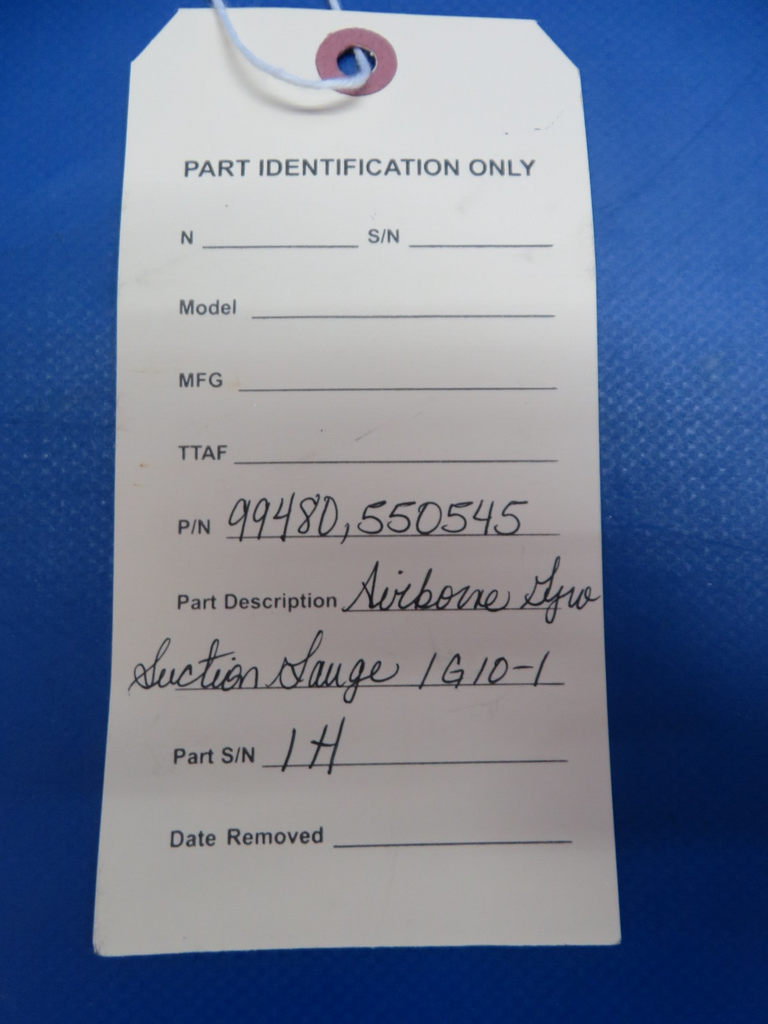 PART IDENTIFICATION ONLY
N S/N
Model
MFG
TTAF
P/N 99480, 550545
Part Description Airborne Gyro
Suction Gauge 1G10-1
Part S/N 1H
Date Removed